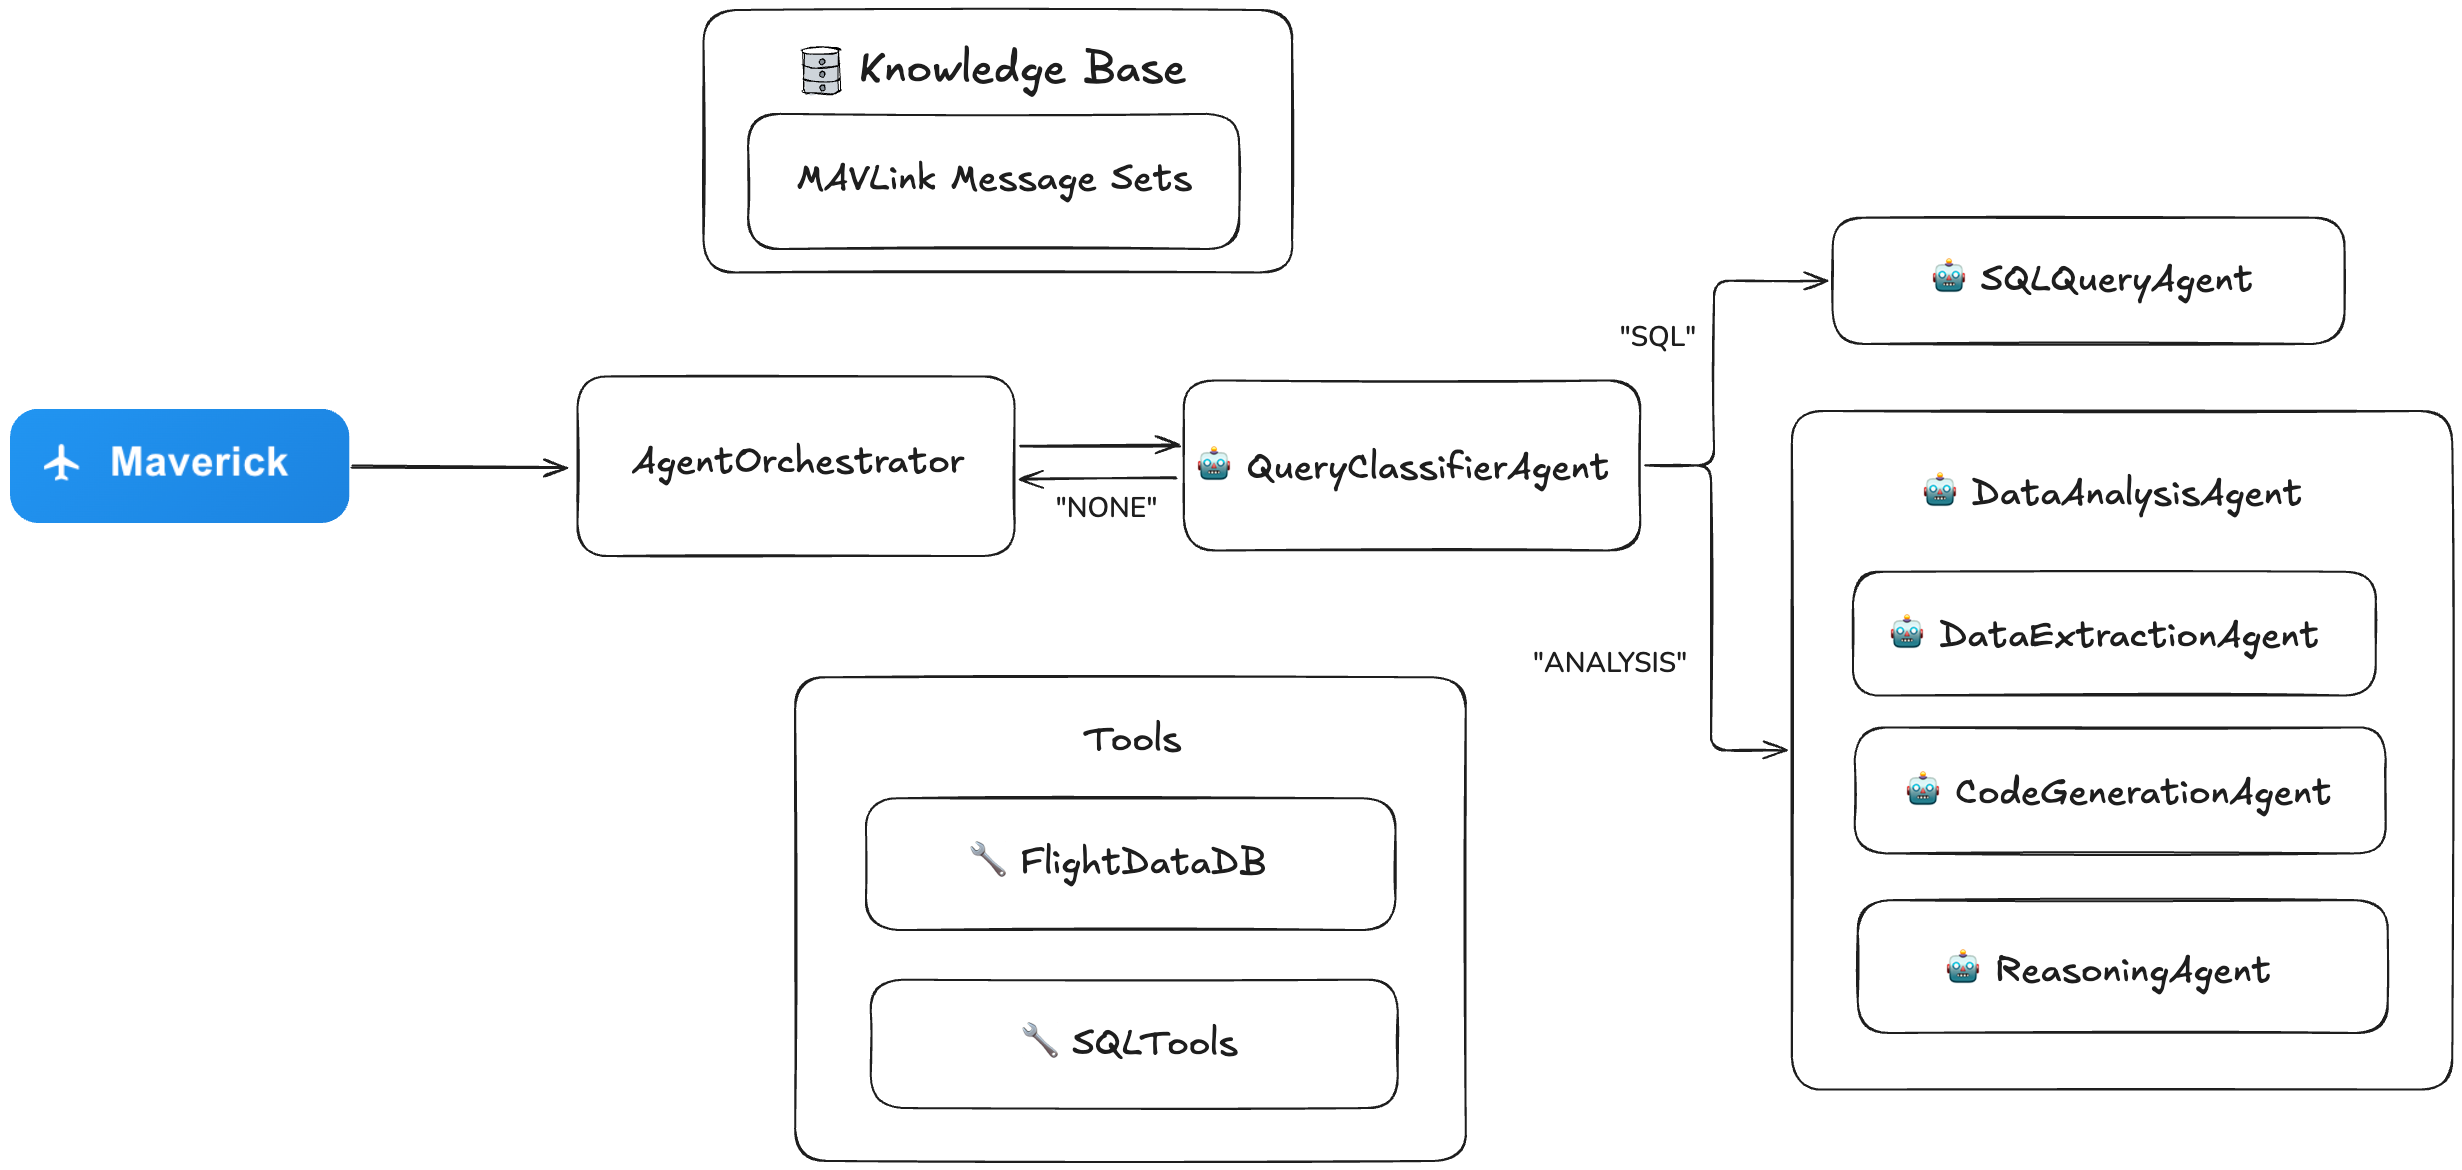 Knowledge Base
MAVLink Message Sets
SQLQueryAgent
"SQL"
Maverick
AgentOrchestrator
QueryClassifierAgent
"NONE"
DataAnalysisAgent
DataExtractionAgent
"ANALYSIS"
CodeGenerationAgent
ReasoningAgent
Tools
FlightDataDB
SQLTools